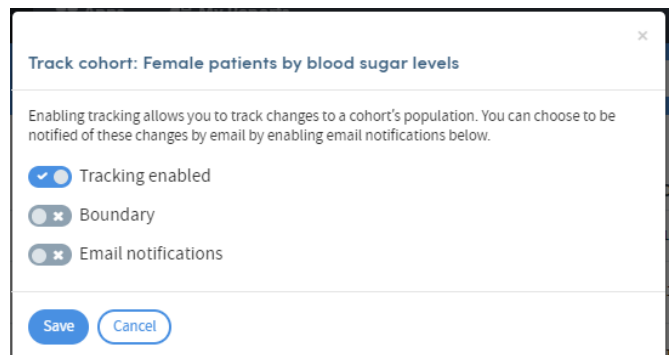 ×
Track cohort: Female patients by blood sugar levels
Enabling tracking allows you to track changes to a cohort's population. You can choose to be
notified of these changes by email by enabling email notifications below.
Tracking enabled
Boundary
Email notifications
Save Cancel